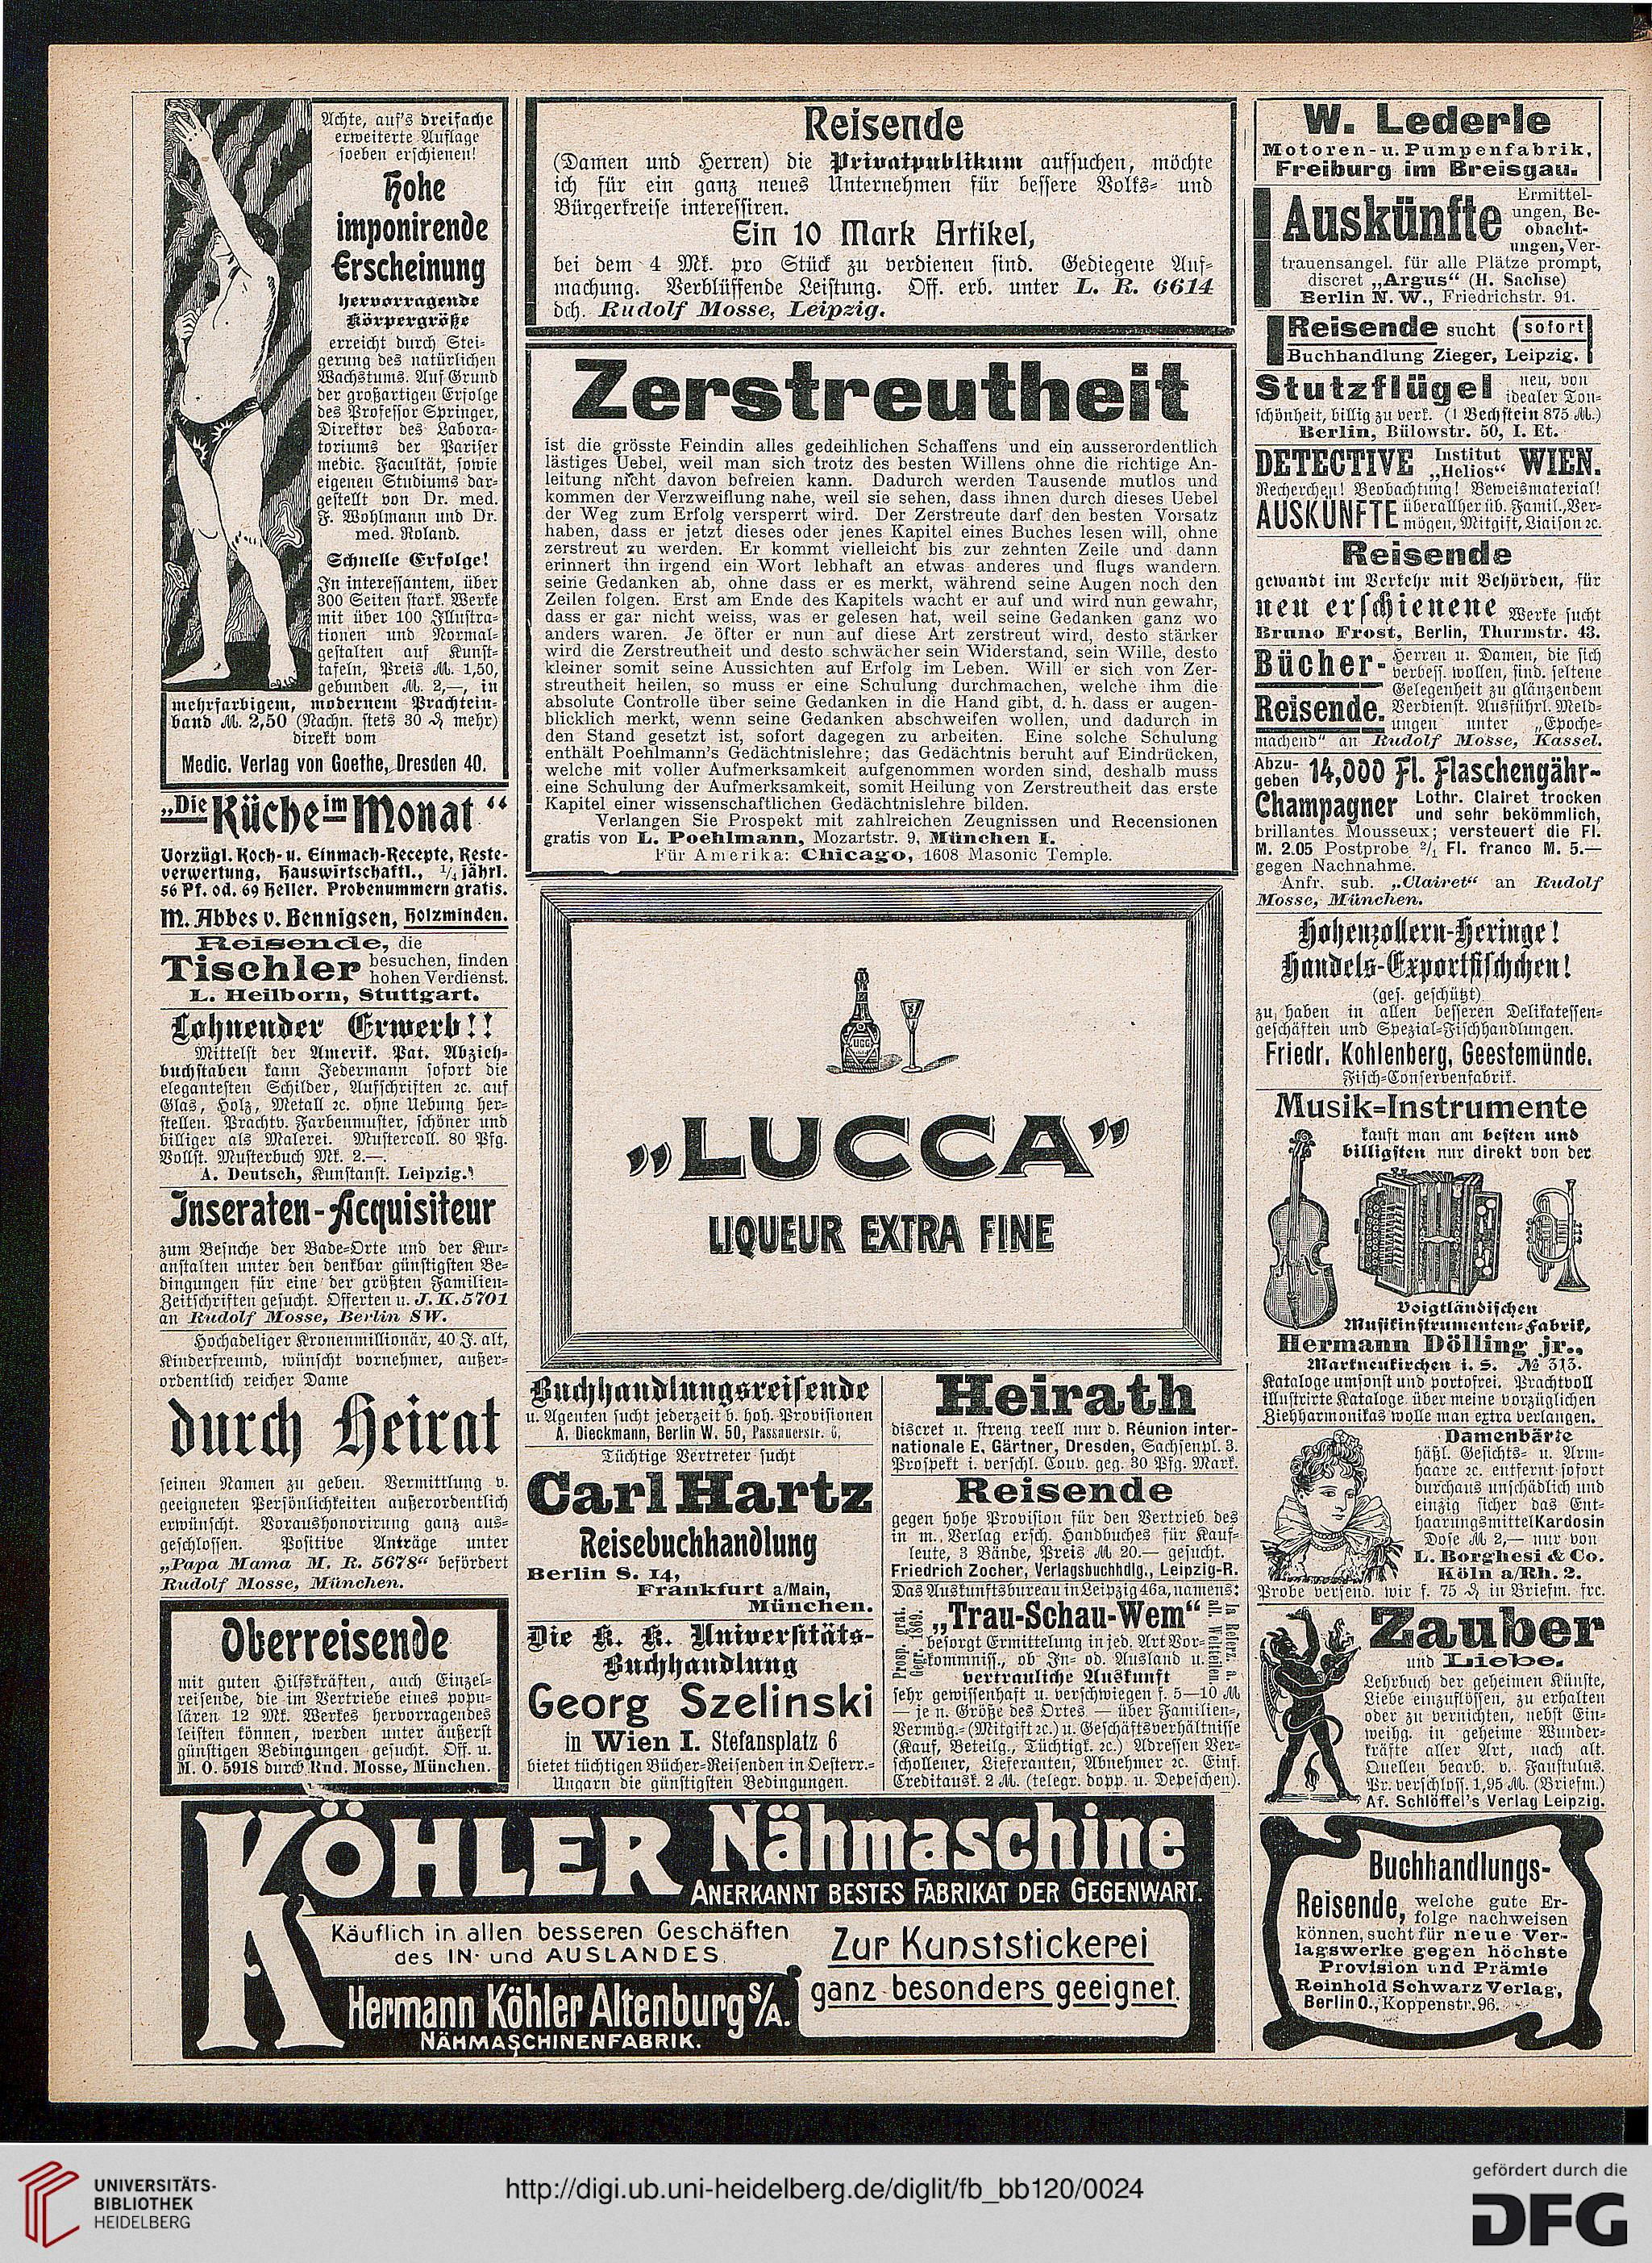 Achte, auf's dreifache
erweiterte Auflage
soeben erschienen!
Hohe
imponirende
Erscheinung
hervorragende
Körpergröße
erreicht durch Stei-
gerung des natürlichen
Wachstums. Auf Grund
der großartigen Erfolge
des Professor Springer,
Direktor des Labora-
toriums der Pariser
medic. Facultät, sowie
eigenen Studiums dar-
gestellt von Dr. med.
F. Wohlmann und Dr.
med. Roland.
Schnelle Erfolge!
In interessantem, über
300 Seiten stark. Werke
mit über 100 Illustra-
tionen und Normal-
gestalten auf Kunst-
tafeln, Preis M. 1,50,
gebunden M. 2,—, in
mehrfarbigem, modernem Prachtein-
band M. 2,50 (Nachn. stets 30 ₰ mehr)
direkt vom
Medic. Verlag von Goethe, Dresden 40.
„Die Küche im Monat“
Vorzügl. Koch- u. Einmach-Recepte, Reste-
verwertung, Hauswirtschaftl., ¼ jährl.
56 Pf. od. 69 Heller. Probenummern gratis.
M. Abbes v. Bennigsen, Holzminden.
Reisende, die
Tischler besuchen, finden
hohen Verdienst.
L. Heilborn, Stuttgart.
Lohnender Erwerb!!
Mittelst der Amerik. Pat. Abzieh-
buchstaben kann Jedermann sofort die
elegantesten Schilder, Aufschriften ꝛc. auf
Glas, Holz, Metall ꝛc. ohne Uebung her-
stellen. Prachtv. Farbenmuster, schöner und
billiger als Malerei. Mustercoll. 80 Pfg.
Vollst. Musterbuch Mk. 2.—.
A. Deutsch, Kunstanst. Leipzig.
Inseraten-Acquisiteur
zum Besuche der Bade-Orte und der Kur-
anstalten unter den denkbar günstigsten Be-
dingungen für eine der größten Familien-
Zeitschriften gesucht. Offerten u. J. K. 5701
an Rudolf Mosse, Berlin SW.
Hochadeliger Kronenmillionär, 40 J. alt,
Kinderfreund, wünscht vornehmer, außer-
ordentlich reicher Dame
durch Heirat
seinen Namen zu geben. Vermittlung v.
geeigneten Persönlichkeiten außerordentlich
erwünscht. Voraushonorirung ganz aus-
geschlossen. Positive Anträge unter
„Papa Mama M. R. 5678“ befördert
Rudolf Mosse, München.
Oberreisende
mit guten Hilfskräften, auch Einzel-
reisende, die im Vertriebe eines popu-
lären 12 Mk. Werkes hervorragendes
leisten können, werden unter äußerst
günstigen Bedingungen gesucht. Off. u.
M. O. 5918 durch Rud. Mosse, München.
Reisende
(Damen und Herren) die Privatpublikum aufsuchen, möchte
ich für ein ganz neues Unternehmen für bessere Volks- und
Bürgerkreise interessiren.
Ein 10 Mark Artikel,
bei dem 4 Mk. pro Stück zu verdienen sind. Gediegene Auf-
machung. Verblüffende Leistung. Off. erb. unter L. R. 6614
dch. Rudolf Mosse, Leipzig.
Zerstreutheit
ist die grösste Feindin alles gedeihlichen Schaffens und ein ausserordentlich
lästiges Uebel, weil man sich trotz des besten Willens ohne die richtige An-
leitung nicht davon befreien kann. Dadurch werden Tausende mutlos und
kommen der Verzweiflung nahe, weil sie sehen, dass ihnen durch dieses Uebel
der Weg zum Erfolg versperrt wird. Der Zerstreute darf den besten Vorsatz
haben, dass er jetzt dieses oder jenes Kapitel eines Buches lesen will, ohne
zerstreut zu werden. Er kommt vielleicht bis zur zehnten Zeile und dann
erinnert ihn irgend ein Wort lebhaft an etwas anderes und flugs wandern
seine Gedanken ab, ohne dass er es merkt, während seine Augen noch den
Zeilen folgen. Erst am Ende des Kapitels wacht er auf und wird nun gewahr,
dass er gar nicht weiss, was er gelesen hat, weil seine Gedanken ganz wo
anders waren. Je öfter er nun auf diese Art zerstreut wird, desto stärker
wird die Zerstreutheit und desto schwächer sein Widerstand, sein Wille, desto
kleiner somit seine Aussichten auf Erfolg im Leben. Will er sich von Zer-
streutheit heilen, so muss er eine Schulung durchmachen, welche ihm die
absolute Controlle über seine Gedanken in die Hand gibt, d. h. dass er augen-
blicklich merkt, wenn seine Gedanken abschweifen wollen, und dadurch in
den Stand gesetzt ist, sofort dagegen zu arbeiten. Eine solche Schulung
enthält Poehlmann's Gedächtnislehre; das Gedächtnis beruht auf Eindrücken,
welche mit voller Aufmerksamkeit aufgenommen worden sind, deshalb muss
eine Schulung der Aufmerksamkeit, somit Heilung von Zerstreutheit das erste
Kapitel einer wissenschaftlichen Gedächtnislehre bilden.
Verlangen Sie Prospekt mit zahlreichen Zeugnissen und Recensionen
gratis von L. Poehlmann, Mozartstr. 9, München I.
Für Amerika: Chicago, 1608 Masonic Temple.
„LUCCA”
LIQUEUR EXTRA FINE
Buchhandlungsreisende
u. Agenten sucht jederzeit b. hoh. Provisionen
A. Dieckmann, Berlin W. 50, Passauerstr. 6.
Tüchtige Vertreter sucht
Carl Hartz
Reisebuchhandlung
Berlin S. 14,
Frankfurt a/Main,
München.
Die K. K. Universitäts-
Buchhandlung
Georg Szelinski
in Wien I. Stefansplatz 6
bietet tüchtigen Bücher-Reisenden in Oesterr.-
Ungarn die günstigsten Bedingungen.
Heirath
discret u. streng reell nur d. Réunion inter-
nationale E. Gärtner, Dresden, Sachsenpl. 3.
Prospekt i. verschl. Couv. geg. 30 Pfg. Mark.
Reisende
gegen hohe Provision für den Vertrieb des
in m. Verlag ersch. Handbuches für Kauf-
leute, 3 Bände, Preis M 20.— gesucht.
Friedrich Zocher, Verlagsbuchhdlg., Leipzig-R.
Das Auskunftsbureau in Leipzig 46a, namens:
„Trau-Schau-Wem“
Prosp. grat.
Gegr. 1869.
la Referz. a.
all. Weltteilen
besorgt Ermittelung in jed. Art Vor-
kommniss., ob In- od. Ausland u.
vertrauliche Auskunft
sehr gewissenhaft u. verschwiegen f. 5—10 M
— je n. Größe des Ortes — über Familien-,
Vermög.- (Mitgift ꝛc.) u. Geschäftsverhältnisse
(Kauf, Beteilg., Tüchtigk. ꝛc.) Adressen Ver-
schollener, Lieferanten, Abnehmer ꝛc. Einf.
Creditausk. 2 M. (telegr. dopp. u. Depeschen).
KÖHLER Nähmaschine
ANERKANNT BESTES FABRIKAT DER GEGENWART.
Käuflich in allen besseren Geschäften
des IN- und AUSLANDES.
Zur Kunststickerei
ganz besonders geeignet.
Hermann Köhler Altenburg S/A.
NÄHMASCHINENFABRIK.
W. Lederle
Motoren- u. Pumpenfabrik,
Freiburg im Breisgau.
Auskünfte Ermittel-
ungen, Be-
obacht-
ungen, Ver-
trauensangel. für alle Plätze prompt,
discret „Argus“ (H. Sachse)
Berlin N. W., Friedrichstr. 91.
Reisende sucht (sofort)
Buchhandlung Zieger, Leipzig.
Stutzflügel neu, von
idealer Ton-
schönheit, billig zu verk. (1 Bechstein 875 M.)
Berlin, Bülowstr. 50, I. Et.
DETECTIVE Institut „Helios“ WIEN.
Recherchen! Beobachtung! Beweismaterial!
AUSKÜNFTE überallher üb. Famil., Ver-
mögen, Mitgift, Liaison ꝛc.
Reisende
gewandt im Verkehr mit Behörden, für
neu erschienene Werke sucht
Bruno Frost, Berlin, Thurmstr. 43.
Bücher-
Reisende.
Herren u. Damen, die sich
verbess. wollen, find. seltene
Gelegenheit zu glänzendem
Verdienst. Ausführl. Meld-
ungen unter „Epoche-
machend“ an Rudolf Mosse, Kassel.
Abzu-
geben 14,000 Fl. Flaschengähr-
Champagner Lothr. Clairet trocken
und sehr bekömmlich,
brillantes Mousseux; versteuert die Fl.
M. 2.05 Postprobe 2/1 Fl. franco M. 5.—
gegen Nachnahme.
Anfr. sub. „Clairet“ an Rudolf
Mosse, München.
Hohenzollern-Heringe!
Handels-Exportfischchen!
(ges. geschützt)
zu haben in allen besseren Delikatessen-
geschäften und Spezial-Fischhandlungen.
Friedr. Kohlenberg, Geestemünde.
Fisch-Conservenfabrik.
Musik-Instrumente
kauft man am besten und
billigsten nur direkt von der
Voigtländischen
Musikinstrumenten-Fabrik,
Hermann Dölling jr.,
Markneukirchen i. S. № 313.
Kataloge umsonst und portofrei. Prachtvoll
illustrirte Kataloge über meine vorzüglichen
Ziehharmonikas wolle man extra verlangen.
Damenbärte
häßl. Gesichts- u. Arm-
haare ꝛc. entfernt sofort
durchaus unschädlich und
einzig sicher das Ent-
haarungsmittel Kardosin
Dose M 2,— nur von
L. Borghesi & Co.
Köln a/Rh. 2.
Probe versend. wir f. 75 ₰ in Briefm. frc.
Zauber
und Liebe.
Lehrbuch der geheimen Künste,
Liebe einzuflößen, zu erhalten
oder zu vernichten, nebst Ein-
weihg. in geheime Wunder-
kräfte aller Art, nach alt.
Quellen bearb. v. Faustulus.
Pr. verschloss. 1,95 M. (Briefm.)
Af. Schlöffel's Verlag Leipzig.
Buchhandlungs-
Reisende, welche gute Er-
folge nachweisen
können, sucht für neue Ver-
lagswerke gegen höchste
Provision und Prämie
Reinhold Schwarz Verlag,
Berlin O., Koppenstr. 96.
UNIVERSITÄTS-
BIBLIOTHEK
HEIDELBERG
http://digi.ub.uni-heidelberg.de/diglit/fb_bb120/0024
gefördert durch die
DFG